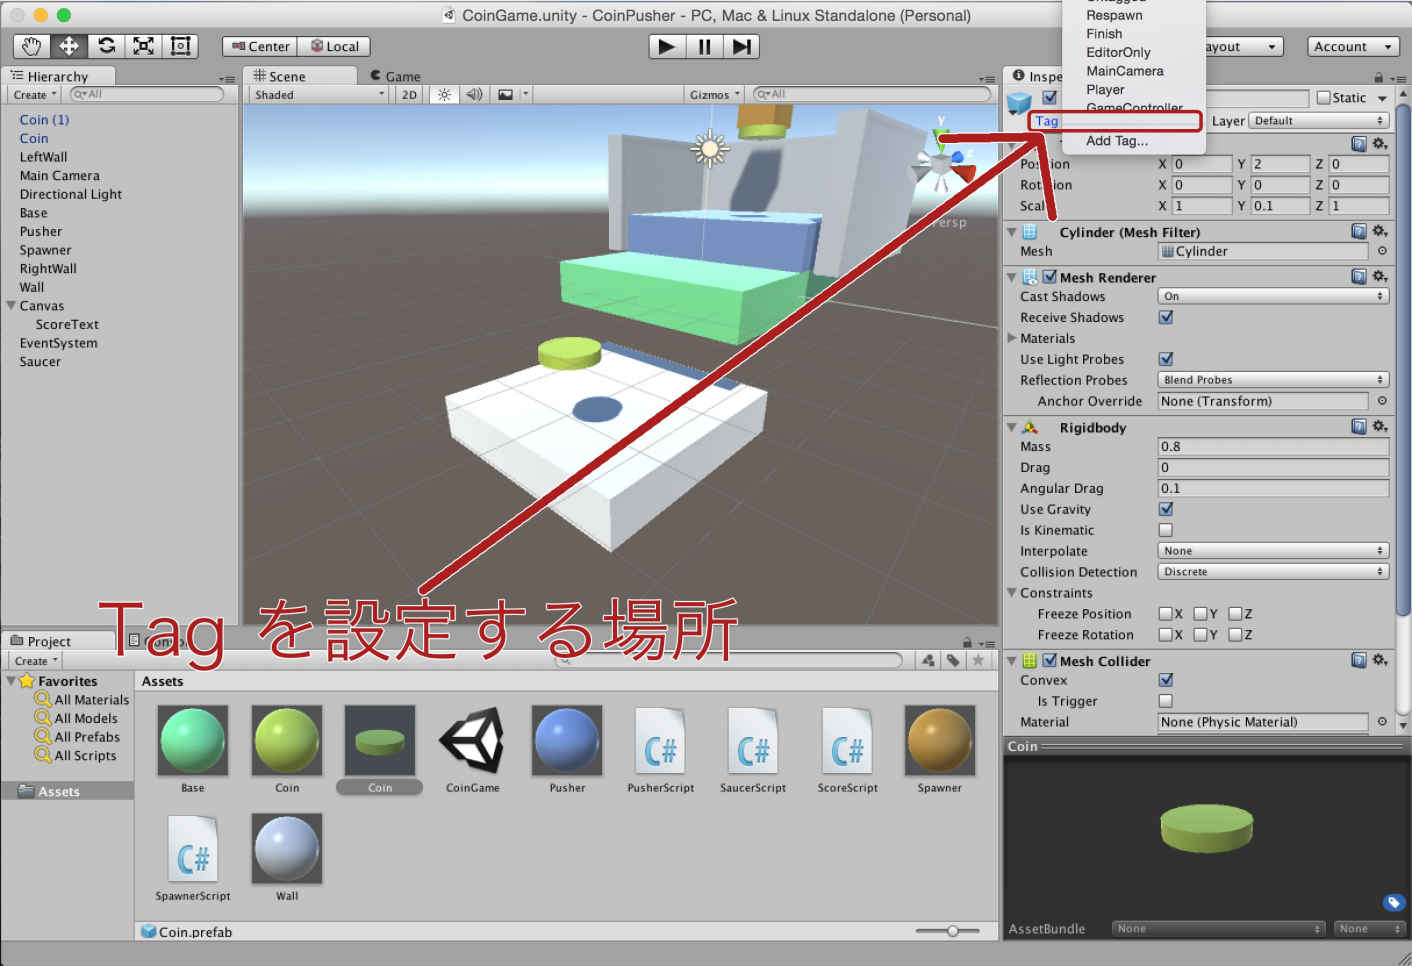 CoinGame.unity - CoinPusher - PC, Mac & Linux Standalone (Personal)
Untagged
Respawn
Finish
EditorOnly
MainCamera
Player
GameController
Add Tag...
Center
Local
Account
Hierarchy
Create
All
Coin (1)
Coin
LeftWall
Main Camera
Directional Light
Base
Pusher
Spawner
RightWall
Wall
Canvas
ScoreText
EventSystem
Saucer
Scene
Game
Shaded
2D
Gizmos
All
y
z
Persp
Static
Tag
Layer Default
Position X 0 Y 2 Z 0
Rotation X 0 Y 0 Z 0
Scale X 1 Y 0.1 Z 1
Cylinder (Mesh Filter)
Mesh Cylinder
Mesh Renderer
Cast Shadows On
Receive Shadows
Materials
Use Light Probes
Reflection Probes Blend Probes
Anchor Override None (Transform)
Rigidbody
Mass 0.8
Drag 0
Angular Drag 0.1
Use Gravity
Is Kinematic
Interpolate None
Collision Detection Discrete
Constraints
Freeze Position X Y Z
Freeze Rotation X Y Z
Mesh Collider
Convex
Is Trigger
Material None (Physic Material)
Tag を設定する場所
Project
Create
Favorites
All Materials
All Models
All Prefabs
All Scripts
Assets
Assets
Base
Coin
Coin
CoinGame
Pusher
PusherScript
SaucerScript
ScoreScript
Spawner
C#
C#
C#
C#
SpawnerScript
Wall
Coin.prefab
Coin
AssetBundle None None